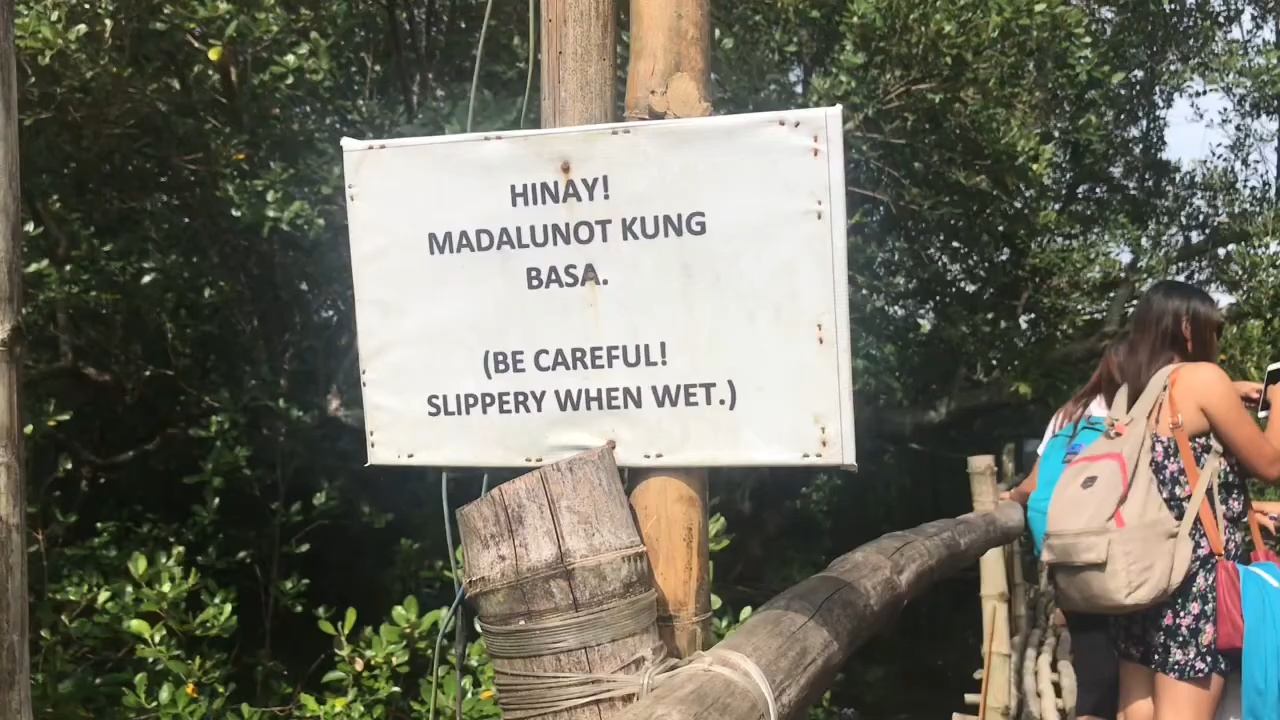 HINAY!
MADALUNOT KUNG
BASA.
(BE CAREFUL!
SLIPPERY WHEN WET.)